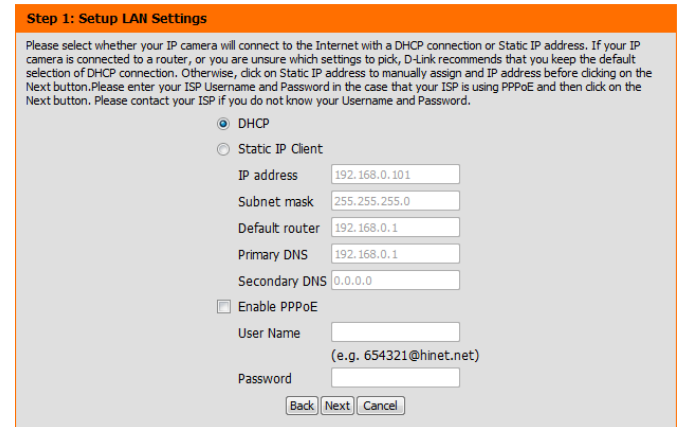 Step 1: Setup LAN Settings
Please select whether your IP camera will connect to the Internet with a DHCP connection or Static IP address. If your IP
camera is connected to a router, or you are unsure which settings to pick, D-Link recommends that you keep the default
selection of DHCP connection. Otherwise, click on Static IP address to manually assign and IP address before clicking on the
Next button.Please enter your ISP Username and Password in the case that your ISP is using PPPoE and then click on the
Next button. Please contact your ISP if you do not know your Username and Password.
DHCP
Static IP Client
IP address 192.168.0.101
Subnet mask 255.255.255.0
Default router 192.168.0.1
Primary DNS 192.168.0.1
Secondary DNS 0.0.0.0
Enable PPPoE
User Name
(e.g. 654321@hinet.net)
Password
Back Next Cancel